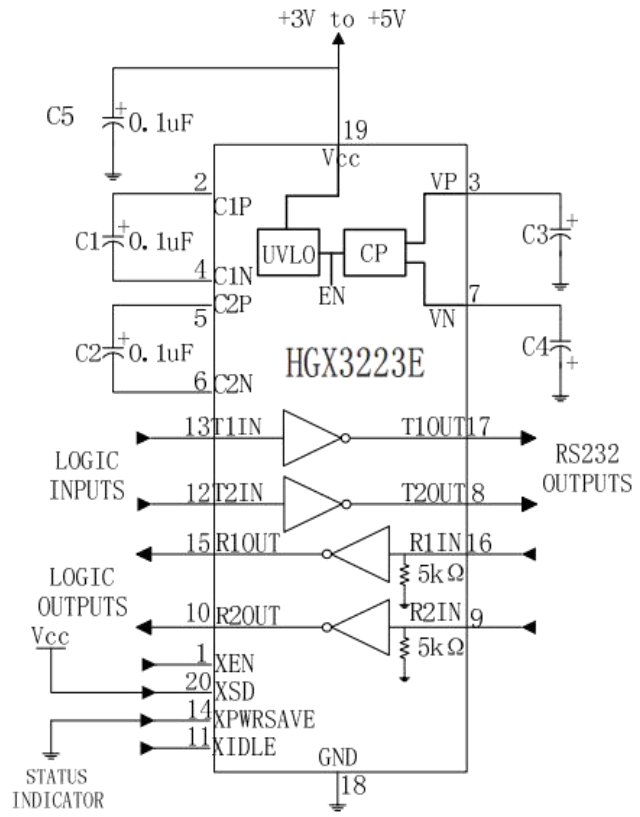 +3V to +5V
C5
+
0.1uF
19
Vcc
2
C1P
VP
3
C1
+
0.1uF
UVLO
CP
C3
+
4
C1N
EN
C2P
5
7
VN
C2
+
0.1uF
HGX3223E
C4
+
6
C2N
13
T1IN
T1OUT
17
LOGIC
INPUTS
RS232
OUTPUTS
12
T2IN
T2OUT
8
15
R1OUT
R1IN
16
5kΩ
LOGIC
OUTPUTS
10
R2OUT
R2IN
9
5kΩ
Vcc
1
XEN
20
XSD
14
XPWRSAVE
11
XIDLE
GND
18
STATUS
INDICATOR